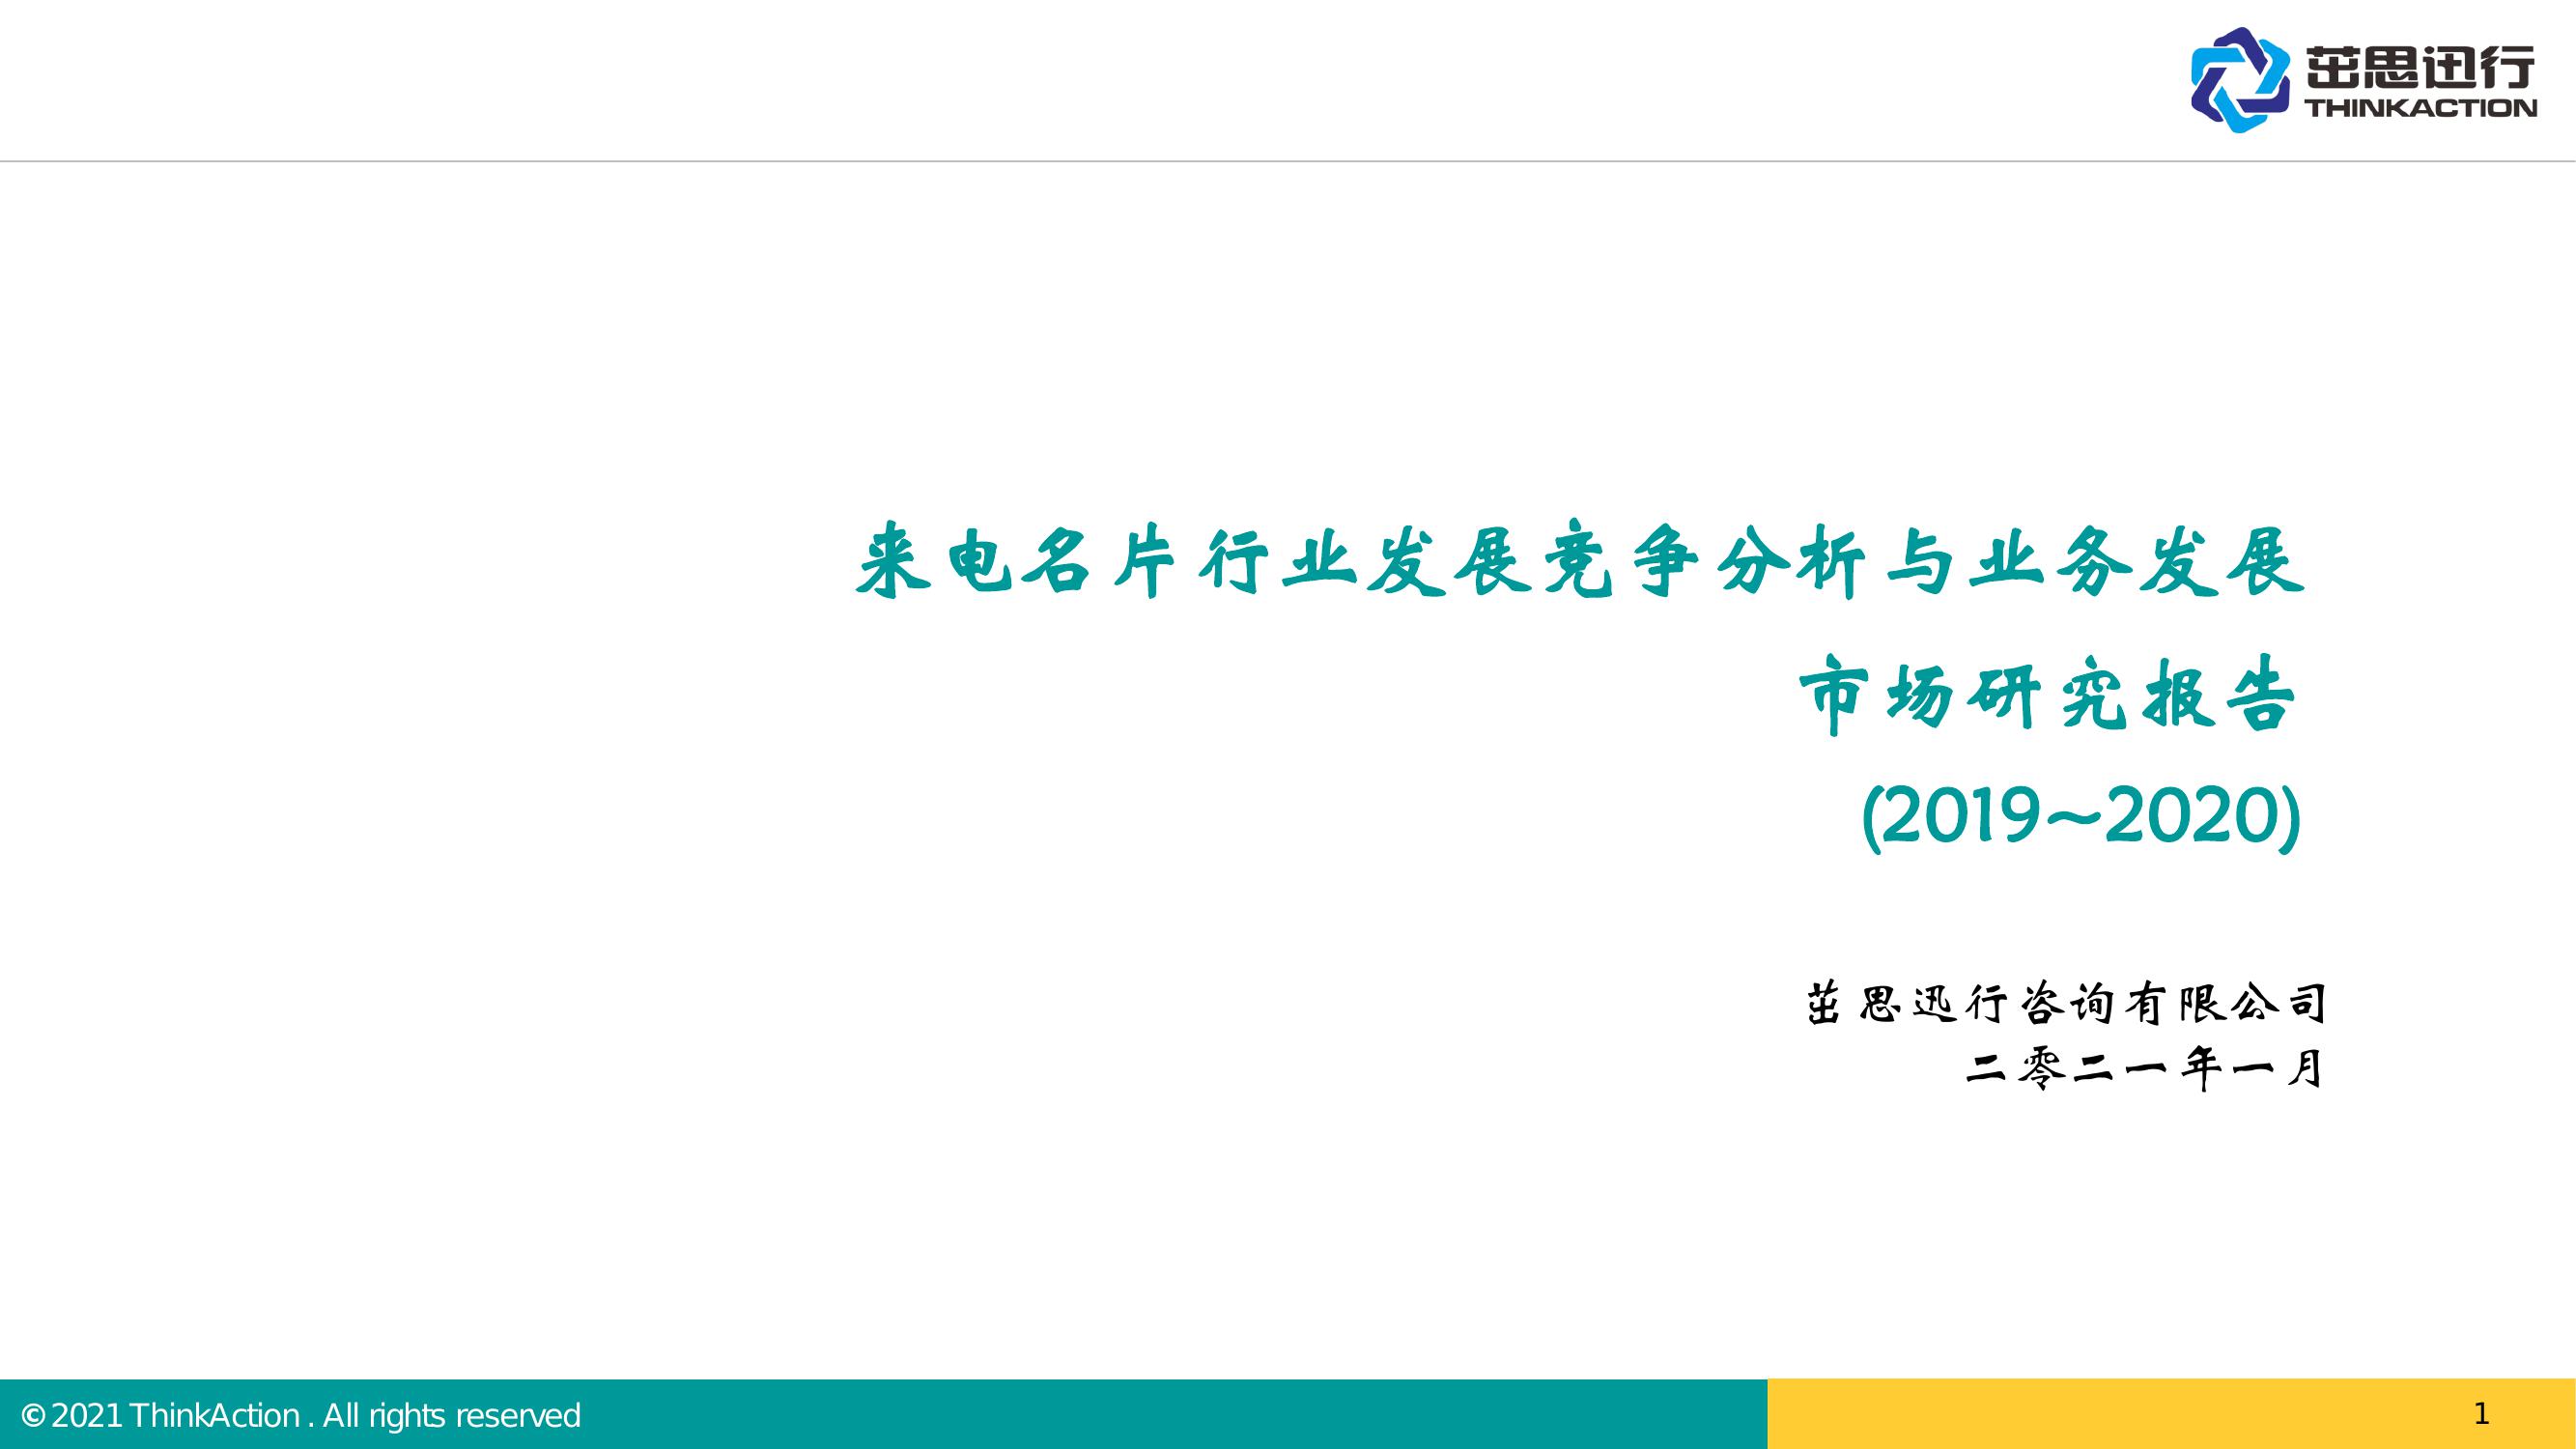 茁思迅行
THINKACTION
来电名片行业发展竞争分析与业务发展
市场研究报告
(2019~2020)
茁思迅行咨询有限公司
二零二一年一月
© 2021 ThinkAction . All rights reserved
1